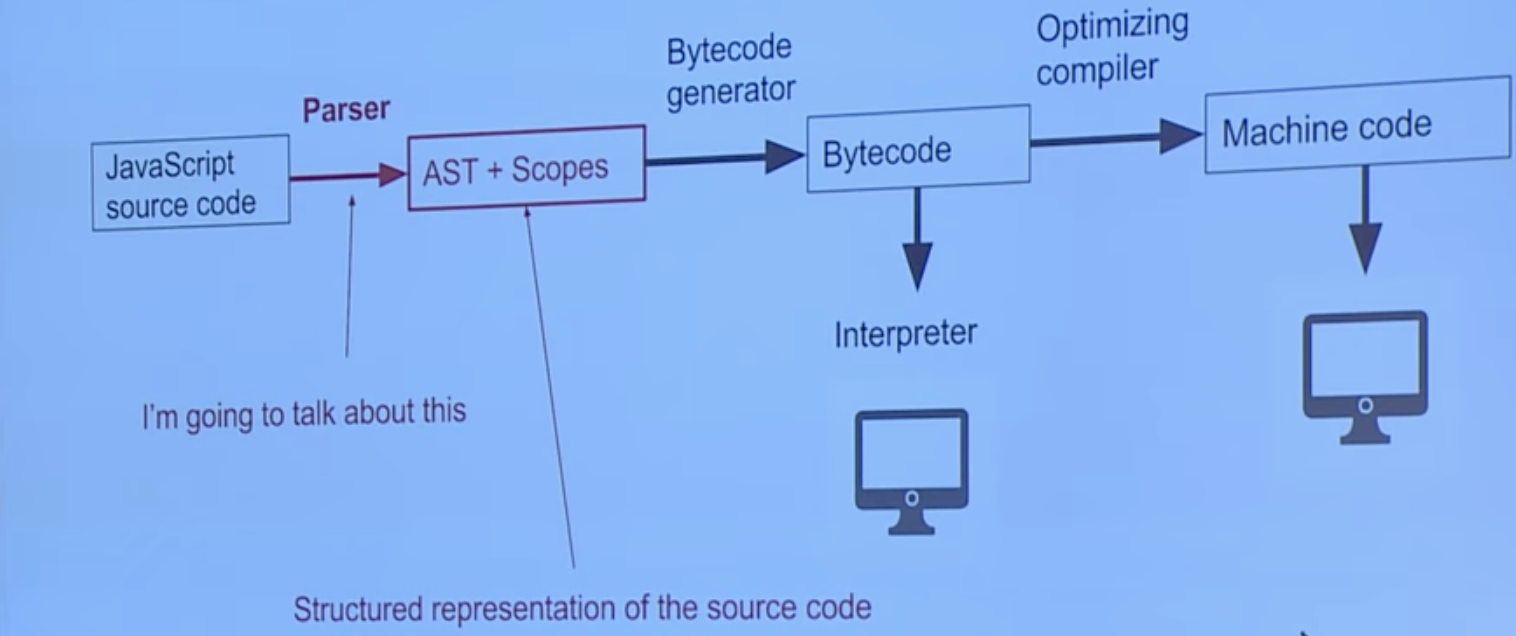 Optimizing
compiler
Bytecode
generator
Parser
JavaScript
source code
AST + Scopes
Bytecode
Machine code
Interpreter
I'm going to talk about this
Structured representation of the source code